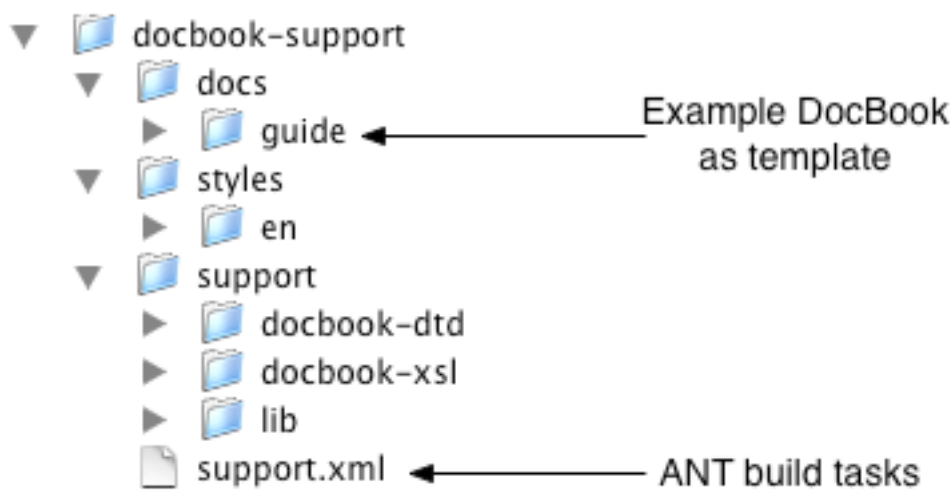 docbook-support
docs
guide
Example DocBook
as template
styles
en
support
docbook-dtd
docbook-xsl
lib
support.xml
ANT build tasks